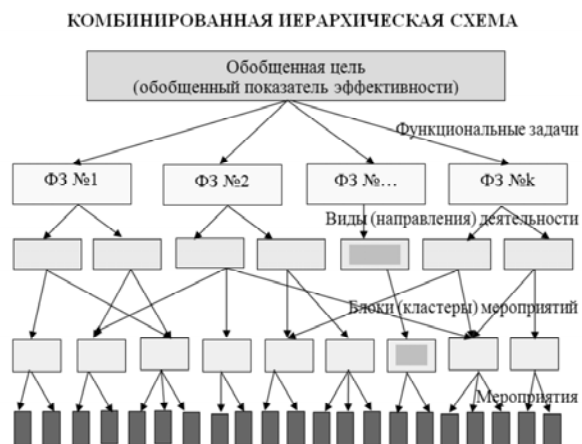 КОМБИНИРОВАННАЯ ИЕРАРХИЧЕСКАЯ СХЕМА
Обобщенная цель
(обобщенный показатель эффективности)
Функциональные задачи
ФЗ №1
ФЗ №2
ФЗ №…
ФЗ №k
Виды (направления) деятельности
Блоки (кластеры) мероприятий
Мероприятия